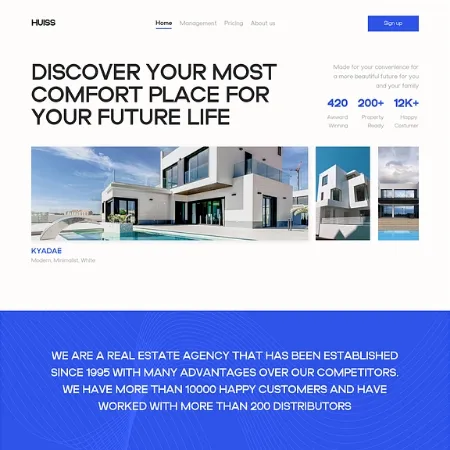 HUISS
Home Management Pricing About us
Sign up
DISCOVER YOUR MOST
COMFORT PLACE FOR
YOUR FUTURE LIFE
Made for your convenience for
a more beautiful future for you
and your family
420 200+ 12K+
Award Property Happy
Winning Ready Customer
KYADAE
Modern, Minimalist, White
WE ARE A REAL ESTATE AGENCY THAT HAS BEEN ESTABLISHED
SINCE 1995 WITH MANY ADVANTAGES OVER OUR COMPETITORS.
WE HAVE MORE THAN 10000 HAPPY CUSTOMERS AND HAVE
WORKED WITH MORE THAN 200 DISTRIBUTORS